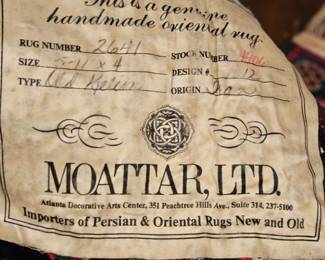 This is a genuine
handmade oriental rug.
RUG NUMBER 2641 STOCK NUMBER
SIZE x 4 DESIGN # 12
TYPE Old Kelim ORIGIN Iran
MOATTAR, LTD.
Atlanta Decorative Arts Center, 351 Peachtree Hills Ave., Suite 314, 237-5100
Importers of Persian & Oriental Rugs New and Old